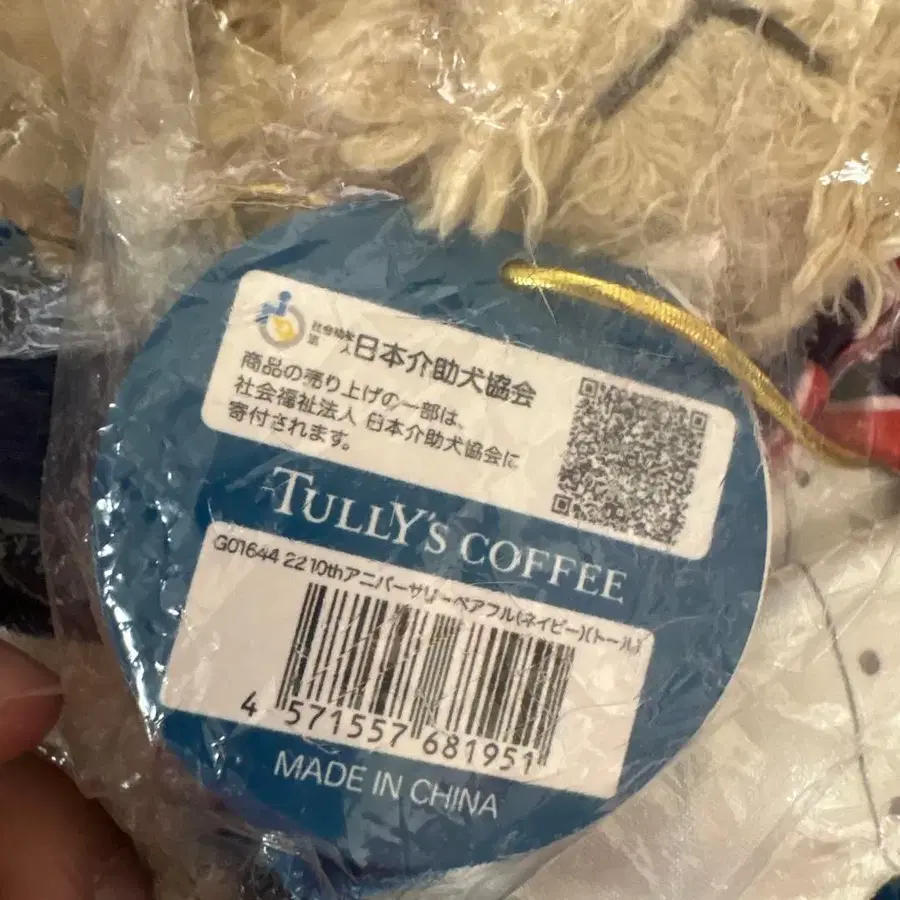 社会福祉
法人
日本介助犬協会
商品の売り上げの一部は、
社会福祉法人 日本介助犬協会に
寄付されます。
TULLY'S COFFEE
G01644 22 10thアニバーサリーベアフル(ネイビー)(トール)
4 571557 681951
MADE IN CHINA